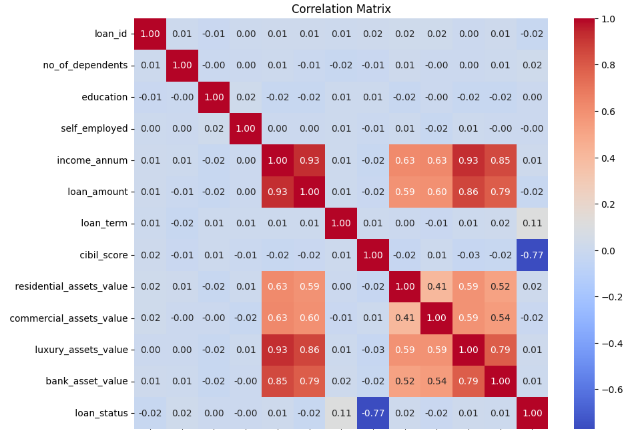 Correlation Matrix
loan_id 1.00 0.01 -0.01 0.00 0.01 0.01 0.01 0.02 0.02 0.02 0.00 0.01 -0.02
no_of_dependents 0.01 1.00 -0.00 0.00 0.01 -0.01 -0.02 -0.01 0.01 -0.00 0.00 0.01 0.02
education -0.01 -0.00 1.00 0.02 -0.02 -0.02 0.01 0.01 -0.02 -0.00 -0.02 -0.02 0.00
self_employed 0.00 0.00 0.02 1.00 0.00 0.00 0.01 -0.01 0.01 -0.02 0.01 -0.00 -0.00
income_annum 0.01 0.01 -0.02 0.00 1.00 0.93 0.01 -0.02 0.63 0.63 0.93 0.85 0.01
loan_amount 0.01 -0.01 -0.02 0.00 0.93 1.00 0.01 -0.02 0.59 0.60 0.86 0.79 -0.02
loan_term 0.01 -0.02 0.01 0.01 0.01 0.01 1.00 0.01 0.00 -0.01 0.01 0.02 0.11
cibil_score 0.02 -0.01 0.01 -0.01 -0.02 -0.02 0.01 1.00 -0.02 0.01 -0.03 -0.02 -0.77
residential_assets_value 0.02 0.01 -0.02 0.01 0.63 0.59 0.00 -0.02 1.00 0.41 0.59 0.52 0.02
commercial_assets_value 0.02 -0.00 -0.00 -0.02 0.63 0.60 -0.01 0.01 0.41 1.00 0.59 0.54 -0.02
luxury_assets_value 0.00 0.00 -0.02 0.01 0.93 0.86 0.01 -0.03 0.59 0.59 1.00 0.79 0.01
bank_asset_value 0.01 0.01 -0.02 -0.00 0.85 0.79 0.02 -0.02 0.52 0.54 0.79 1.00 0.01
loan_status -0.02 0.02 0.00 -0.00 0.01 -0.02 0.11 -0.77 0.02 -0.02 0.01 0.01 1.00
1.0
0.8
0.6
0.4
0.2
0.0
-0.2
-0.4
-0.6